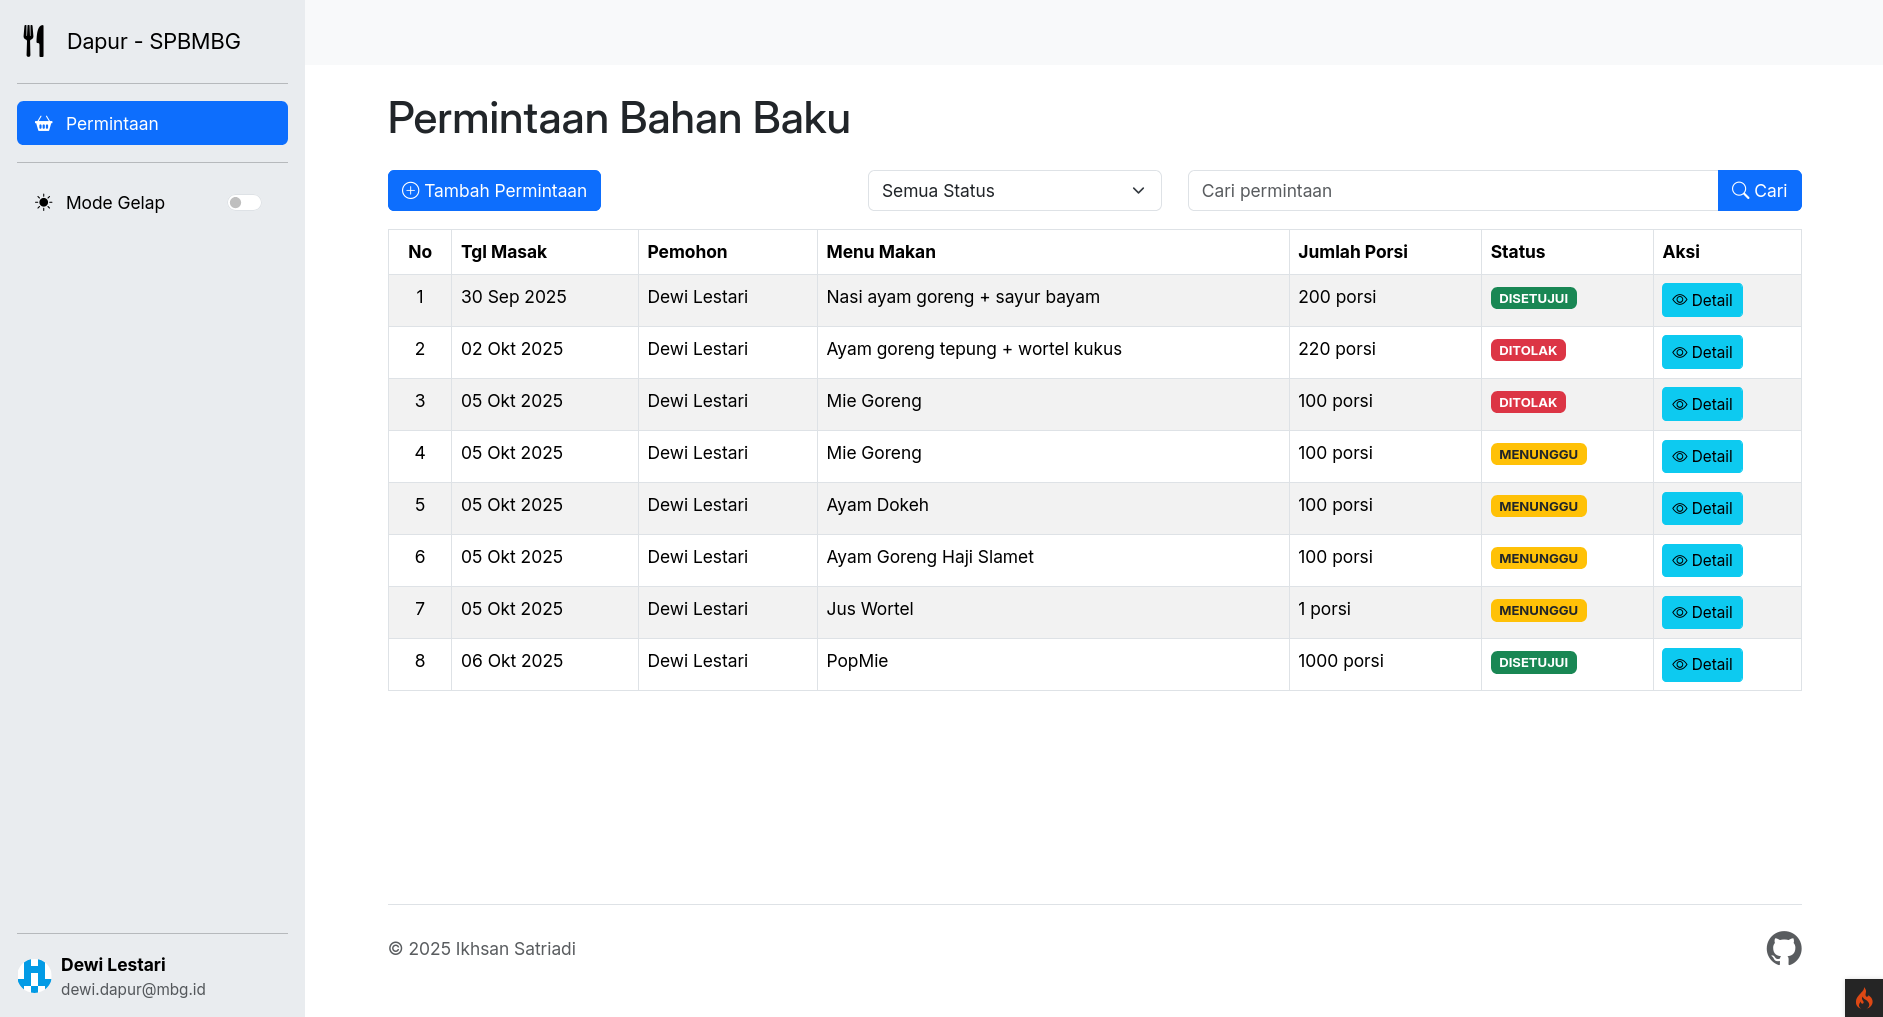 Dapur - SPBMBG
Permintaan
Mode Gelap
Permintaan Bahan Baku
Tambah Permintaan
Semua Status
Cari permintaan
Cari
No Tgl Masak Pemohon Menu Makan Jumlah Porsi Status Aksi
1 30 Sep 2025 Dewi Lestari Nasi ayam goreng + sayur bayam 200 porsi DISETUJUI Detail
2 02 Okt 2025 Dewi Lestari Ayam goreng tepung + wortel kukus 220 porsi DITOLAK Detail
3 05 Okt 2025 Dewi Lestari Mie Goreng 100 porsi DITOLAK Detail
4 05 Okt 2025 Dewi Lestari Mie Goreng 100 porsi MENUNGGU Detail
5 05 Okt 2025 Dewi Lestari Ayam Dokeh 100 porsi MENUNGGU Detail
6 05 Okt 2025 Dewi Lestari Ayam Goreng Haji Slamet 100 porsi MENUNGGU Detail
7 05 Okt 2025 Dewi Lestari Jus Wortel 1 porsi MENUNGGU Detail
8 06 Okt 2025 Dewi Lestari PopMie 1000 porsi DISETUJUI Detail
© 2025 Ikhsan Satriadi
Dewi Lestari
dewi.dapur@mbg.id